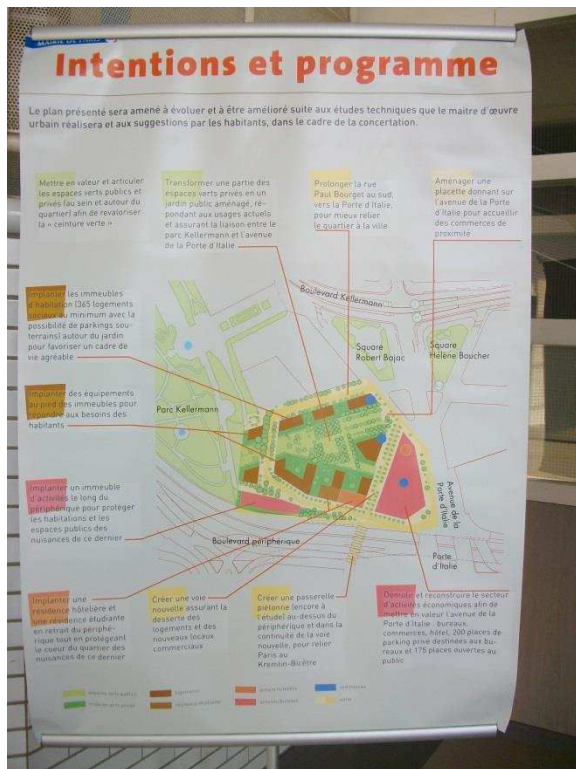 MAIRIE DE PARIS
Intentions et programme
Le plan présenté sera amené à évoluer et à être amélioré suite aux études techniques que le maitre d'œuvre
urbain réalisera et aux suggestions par les habitants, dans le cadre de la concertation.
Mettre en valeur et articuler
les espaces verts publics et
privés (au sein et autour du
quartier) afin de revaloriser
la « ceinture verte »
Transformer une partie des
espaces verts privés en un
jardin public aménagé, ré-
pondant aux usages actuels
et assurant la liaison entre le
parc Kellermann et l'avenue
de la Porte d'Italie
Prolonger la rue
Paul Bourget au sud,
vers la Porte d'Italie,
pour mieux relier
le quartier à la ville
Aménager une
placette donnant sur
l'avenue de la Porte
d'Italie pour accueillir
des commerces de
proximité
Implanter les immeubles
d'habitation (365 logements
sociaux au minimum avec la
possibilité de parkings sou-
terrains) autour du jardin
pour favoriser un cadre de
vie agréable
Implanter des équipements
au pied des immeubles pour
répondre aux besoins des
habitants
Implanter un immeuble
d'activités le long du
périphérique pour protéger
les habitations et les
espaces publics des
nuisances de ce dernier
Boulevard Kellermann
Square
Robert Bajac
Square
Hélène Boucher
Parc Kellermann
Boulevard périphérique
Avenue de la
Porte d'Italie
Porte
d'Italie
Implanter une
résidence hôtelière et
une résidence étudiante
en retrait du périphé-
rique tout en protégeant
le cœur du quartier des
nuisances de ce dernier
Créer une voie
nouvelle assurant la
desserte des
logements et des
nouveaux locaux
commerciaux
Créer une passerelle
piétonne (encore à
l'étude) au-dessus du
périphérique et dans la
continuité de la voie
nouvelle, pour relier
Paris au
Kremlin-Bicêtre
Démolir et reconstruire le secteur
d'activités économiques afin de
mettre en valeur l'avenue de la
Porte d'Italie : bureaux,
commerces, hôtel, 200 places de
parking privé destinées aux bu-
reaux et 175 places ouvertes au
public